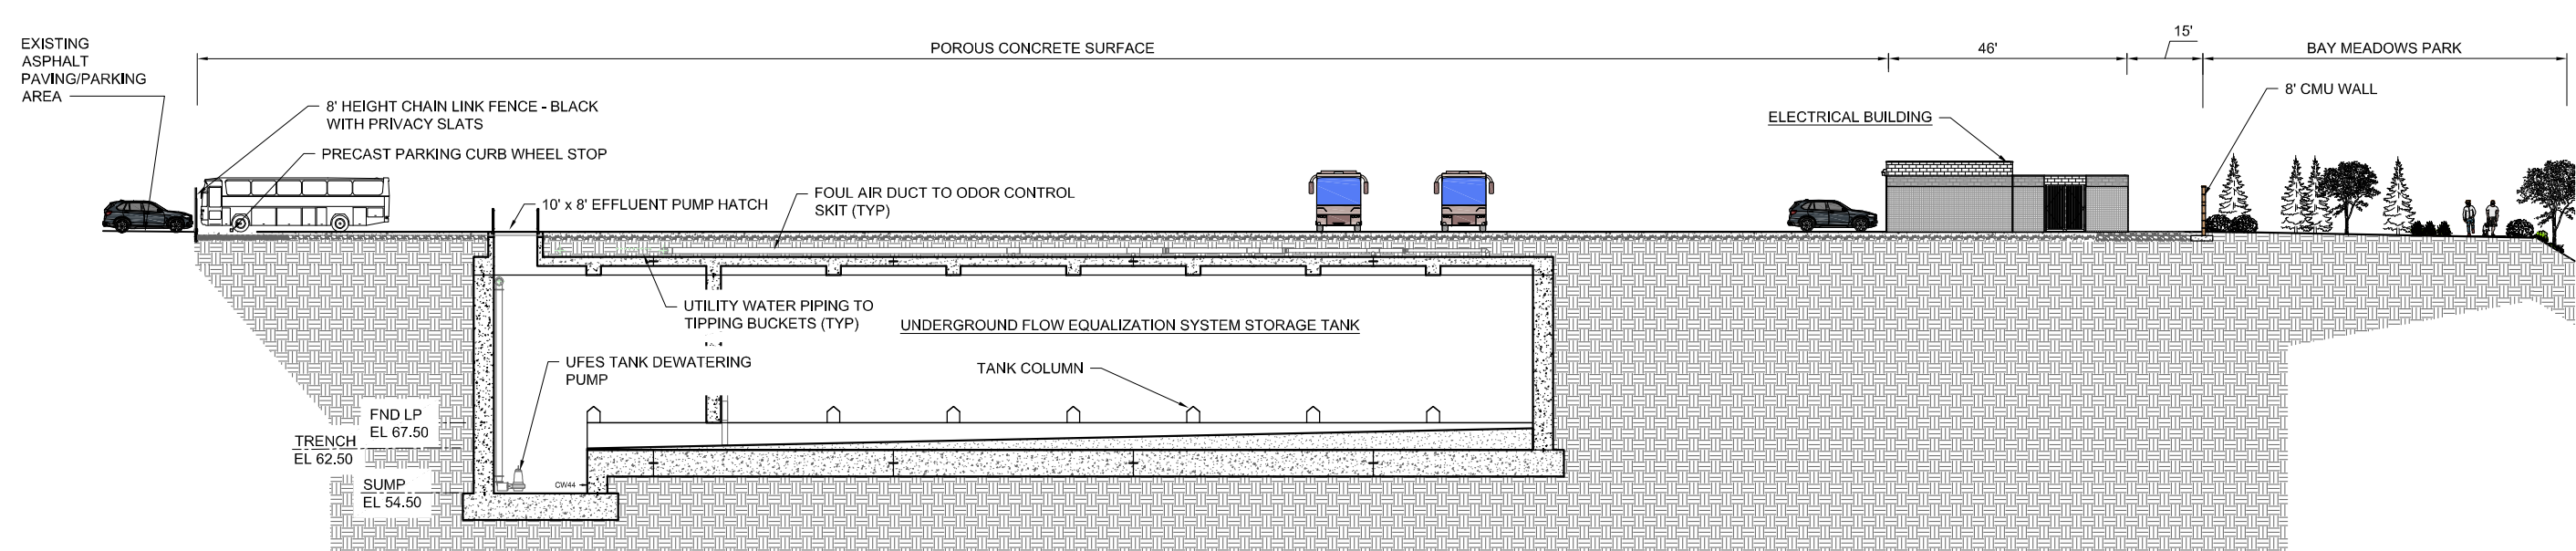 EXISTING
ASPHALT
PAVING/PARKING
AREA
POROUS CONCRETE SURFACE
46'
15'
BAY MEADOWS PARK
8' HEIGHT CHAIN LINK FENCE - BLACK
WITH PRIVACY SLATS
PRECAST PARKING CURB WHEEL STOP
10' x 8' EFFLUENT PUMP HATCH
FOUL AIR DUCT TO ODOR CONTROL
SKIT (TYP)
ELECTRICAL BUILDING
8' CMU WALL
UTILITY WATER PIPING TO
TIPPING BUCKETS (TYP)
UNDERGROUND FLOW EQUALIZATION SYSTEM STORAGE TANK
UFES TANK DEWATERING
PUMP
TANK COLUMN
FND LP
EL 67.50
TRENCH
EL 62.50
SUMP
EL 54.50
CW44